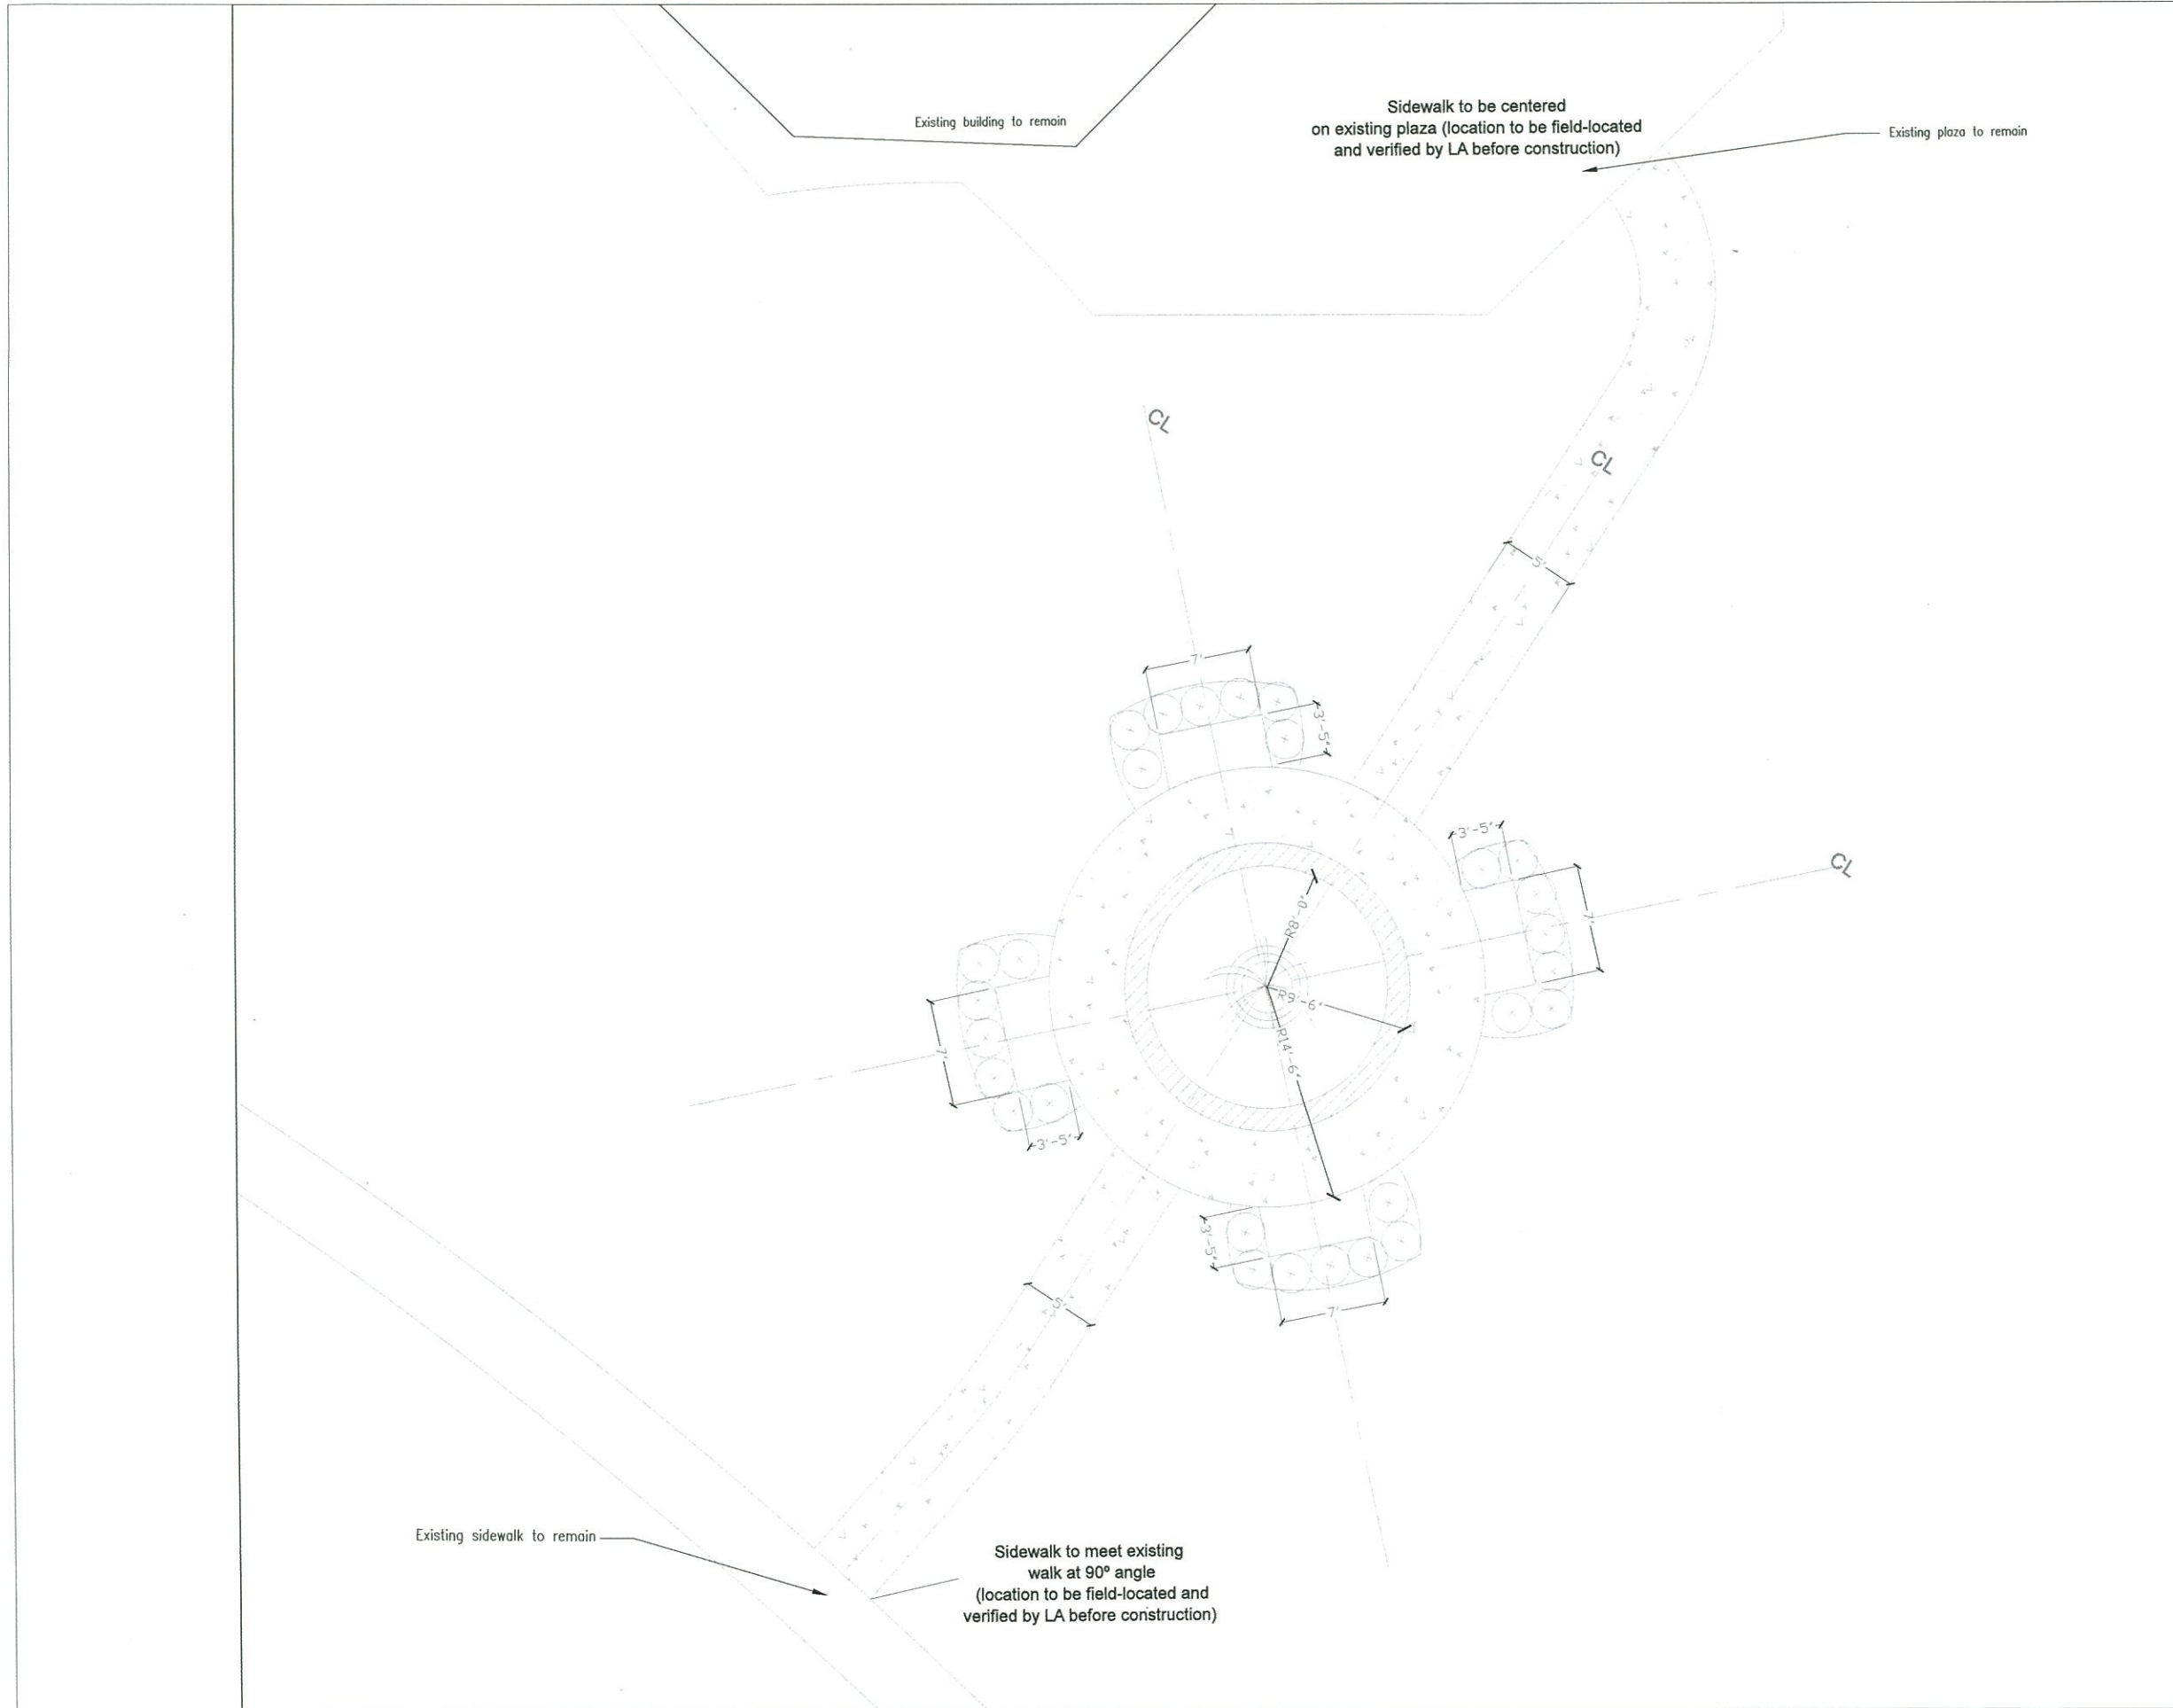 Existing building to remain
Sidewalk to be centered
on existing plaza (location to be field-located
and verified by LA before construction)
Existing plaza to remain
CL
CL
5'
7'
3'-5"
3'-5"
7'
CL
R8'-0"
R9'-6"
R14'-6"
7'
3'-5"
3'-5"
7'
5'
Existing sidewalk to remain
Sidewalk to meet existing
walk at 90° angle
(location to be field-located and
verified by LA before construction)